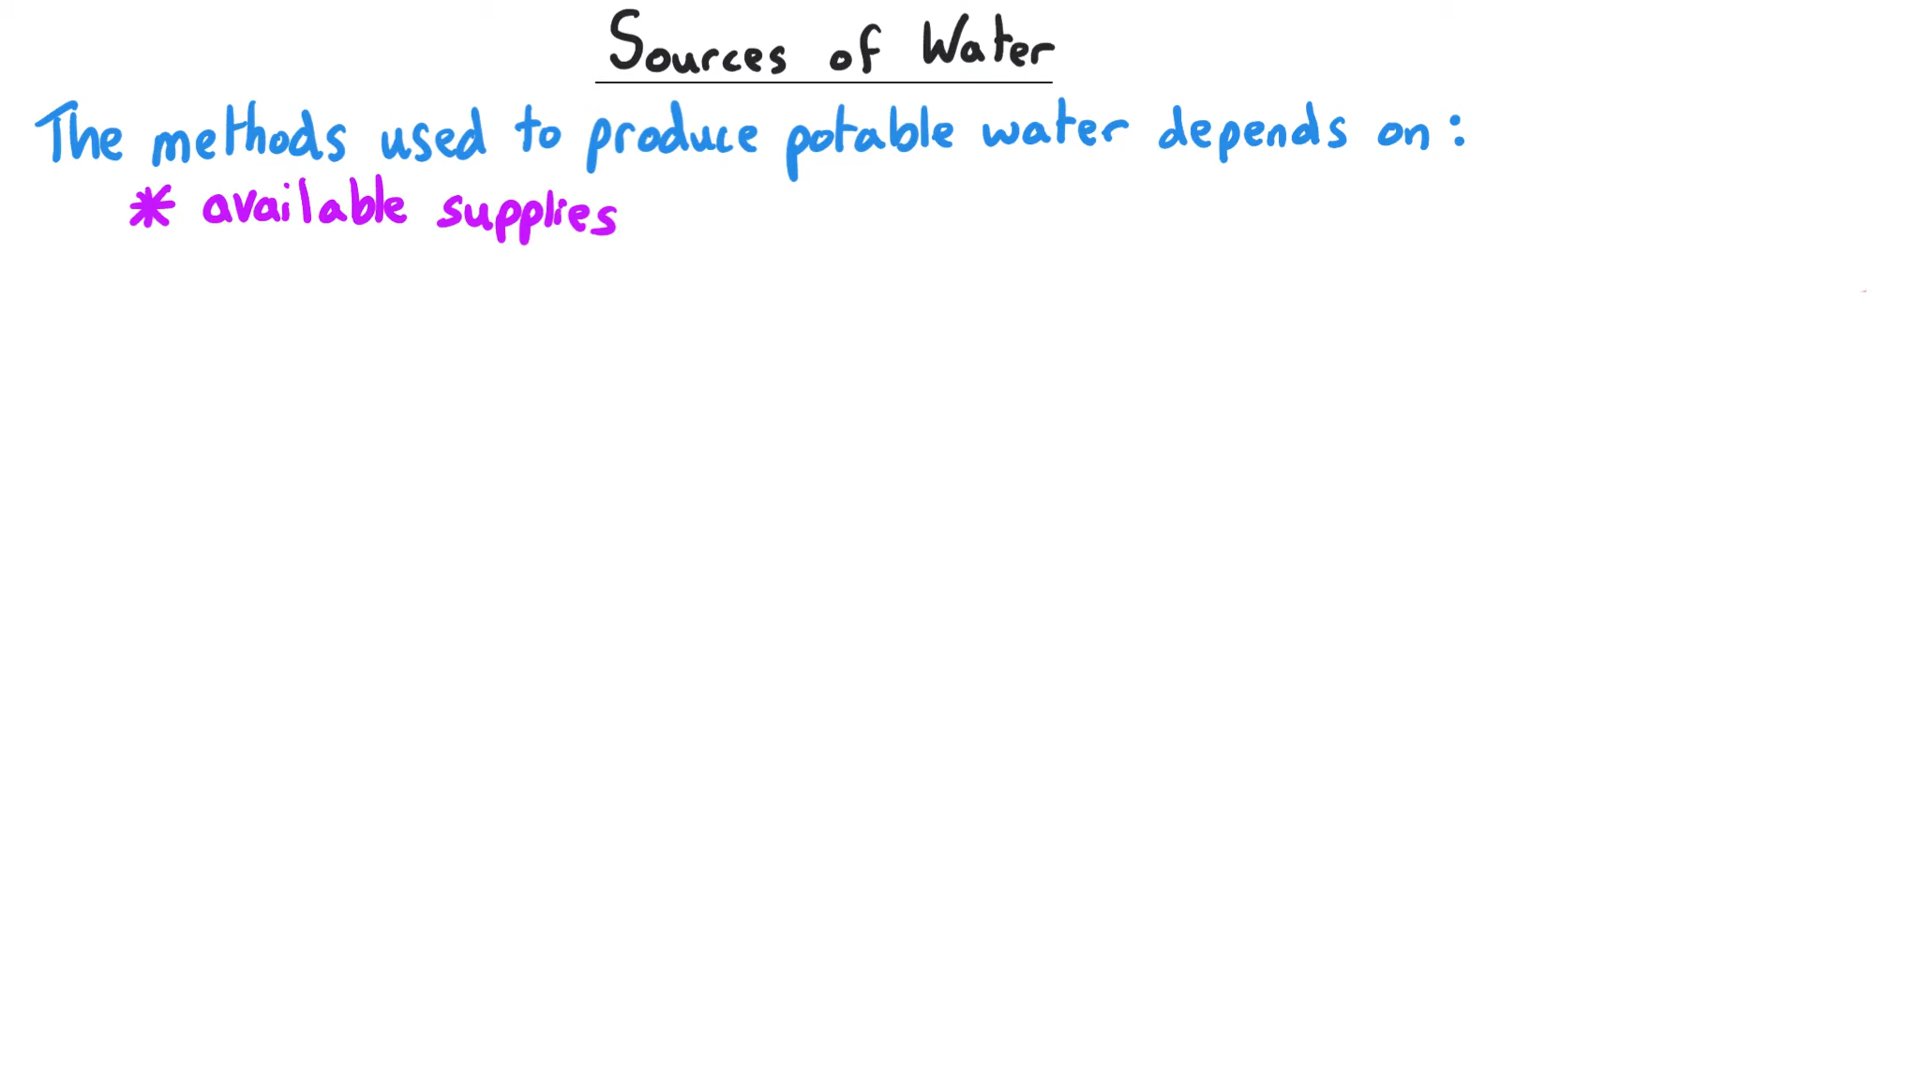 Sources of Water
The methods used to produce potable water depends on:
* available supplies